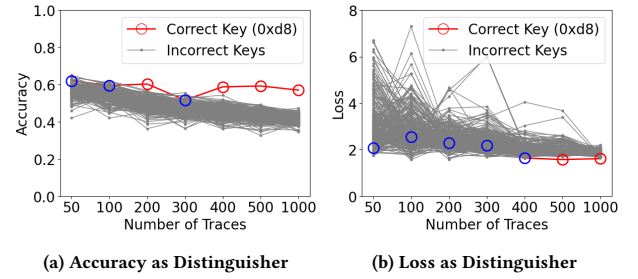 1.0
0.8
0.6
0.4
0.2
0.0
Accuracy
Correct Key (0xd8)
Incorrect Keys
50 100 200 300 400 500 1000
Number of Traces
(a) Accuracy as Distinguisher
8
6
4
2
0
Loss
Correct Key (0xd8)
Incorrect Keys
50 100 200 300 400 500 1000
Number of Traces
(b) Loss as Distinguisher